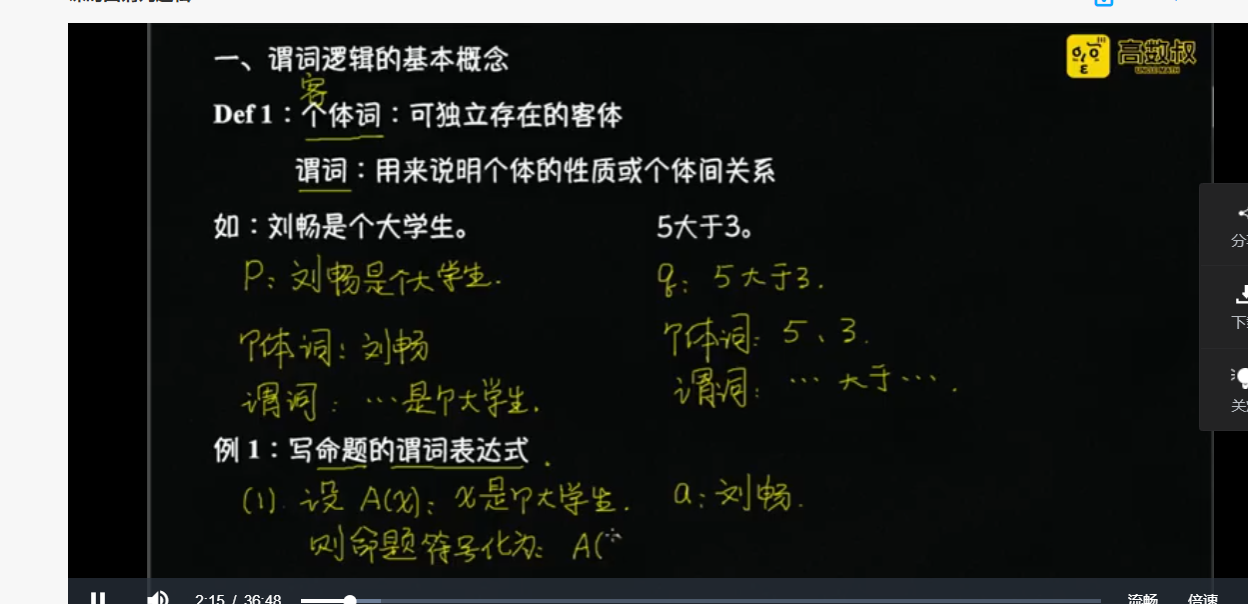 一、谓词逻辑的基本概念
高数叔
UNCLE MATH
客
Def 1：个体词：可独立存在的客体
谓词：用来说明个体的性质或个体间关系
如：刘畅是个大学生。 5大于3。
P：刘畅是个大学生. q：5大于3.
个体词：刘畅 个体词：5、3.
谓词：…是个大学生. 谓词：…大于….
例 1：写命题的谓词表达式.
(1). 设 A(x)：x是个大学生. a：刘畅.
则命题符号化为：A(
2:15 / 36:48 流畅 倍速